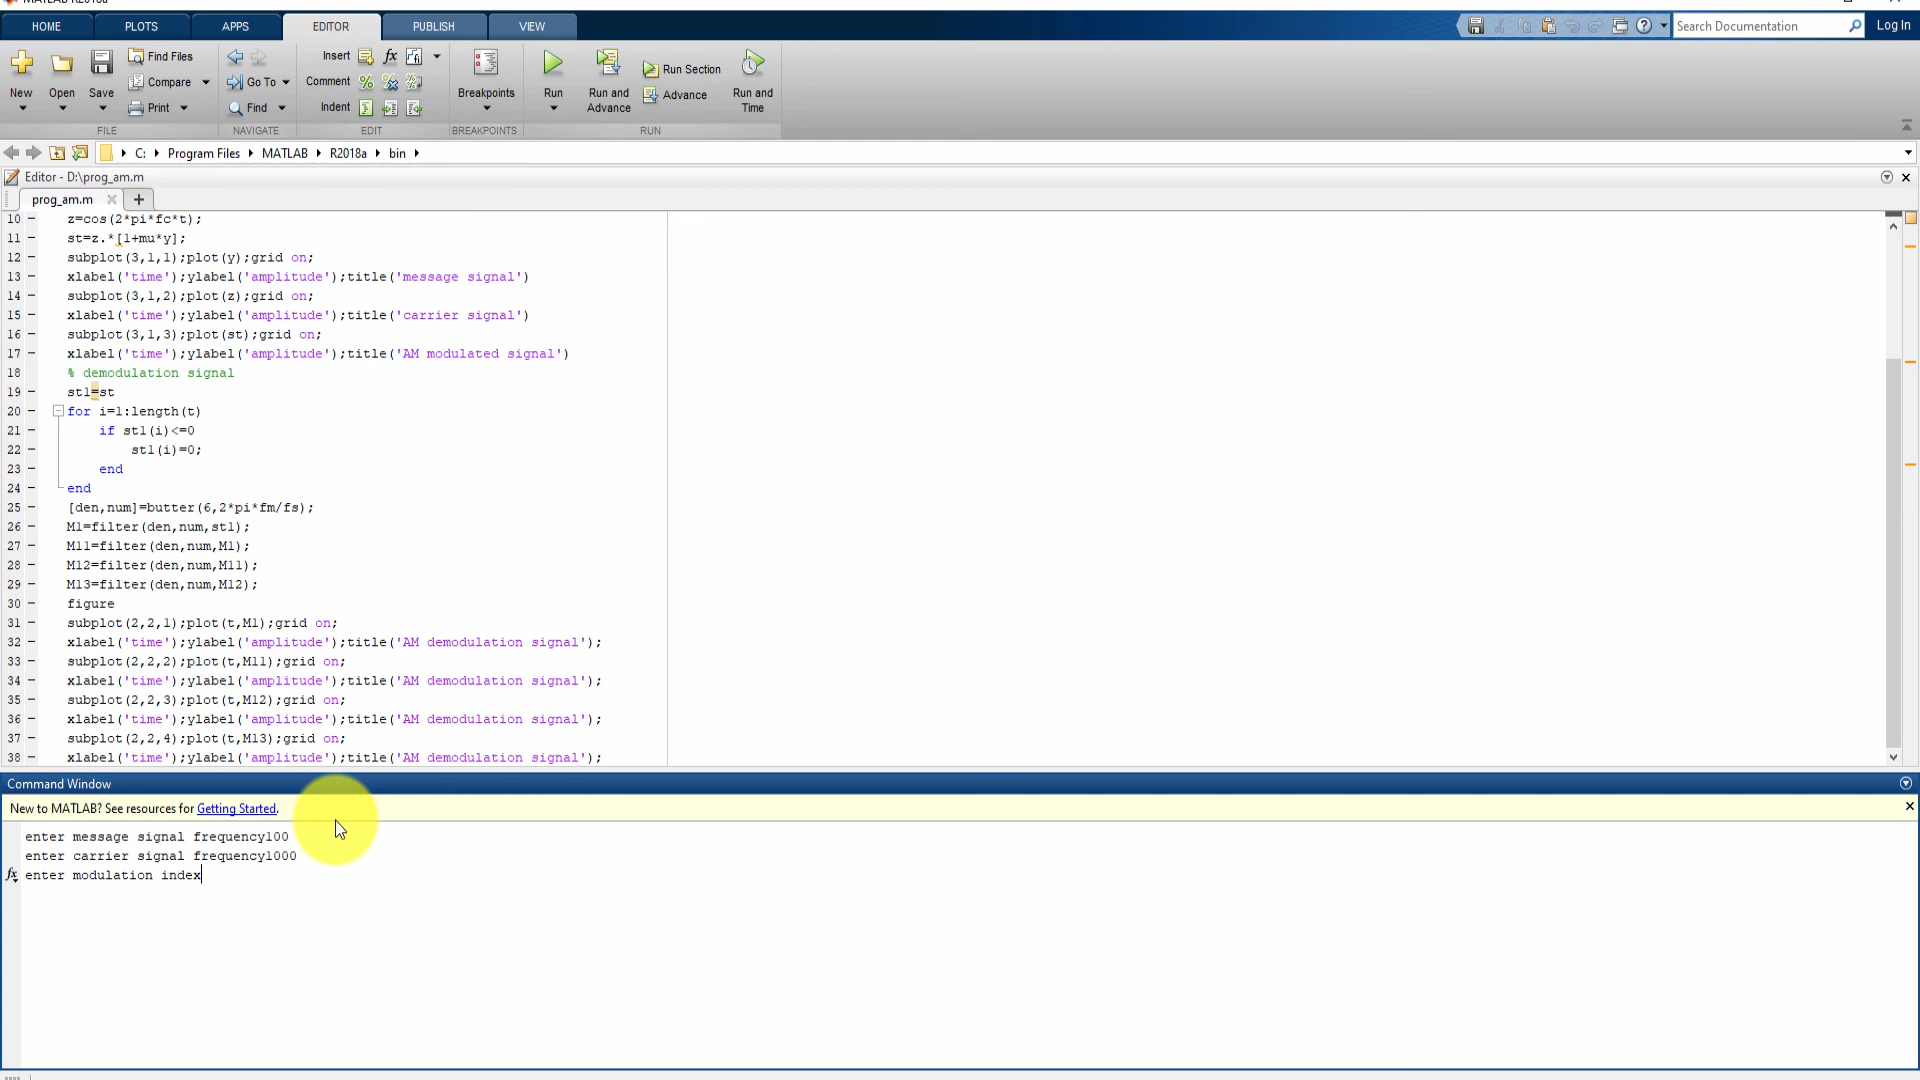 MATLAB R2018a
HOME PLOTS APPS EDITOR PUBLISH VIEW
Search Documentation
Log In
New Open Save
Find Files
Compare
Print
Go To
Find
Insert
Comment
Indent
Breakpoints
Run
Run and Advance
Run Section
Advance
Run and Time
FILE NAVIGATE EDIT BREAKPOINTS RUN
C: Program Files MATLAB R2018a bin
Editor - D:\prog_am.m
prog_am.m
10 z=cos(2*pi*fc*t);
11 st=z.*[1+mu*y];
12 subplot(3,1,1);plot(y);grid on;
13 xlabel('time');ylabel('amplitude');title('message signal')
14 subplot(3,1,2);plot(z);grid on;
15 xlabel('time');ylabel('amplitude');title('carrier signal')
16 subplot(3,1,3);plot(st);grid on;
17 xlabel('time');ylabel('amplitude');title('AM modulated signal')
18 % demodulation signal
19 st1=st
20 for i=1:length(t)
21 if st1(i)<=0
22 st1(i)=0;
23 end
24 end
25 [den,num]=butter(6,2*pi*fm/fs);
26 M1=filter(den,num,st1);
27 M11=filter(den,num,M1);
28 M12=filter(den,num,M11);
29 M13=filter(den,num,M12);
30 figure
31 subplot(2,2,1);plot(t,M1);grid on;
32 xlabel('time');ylabel('amplitude');title('AM demodulation signal');
33 subplot(2,2,2);plot(t,M11);grid on;
34 xlabel('time');ylabel('amplitude');title('AM demodulation signal');
35 subplot(2,2,3);plot(t,M12);grid on;
36 xlabel('time');ylabel('amplitude');title('AM demodulation signal');
37 subplot(2,2,4);plot(t,M13);grid on;
38 xlabel('time');ylabel('amplitude');title('AM demodulation signal');
Command Window
New to MATLAB? See resources for Getting Started.
enter message signal frequency100
enter carrier signal frequency1000
fx enter modulation index